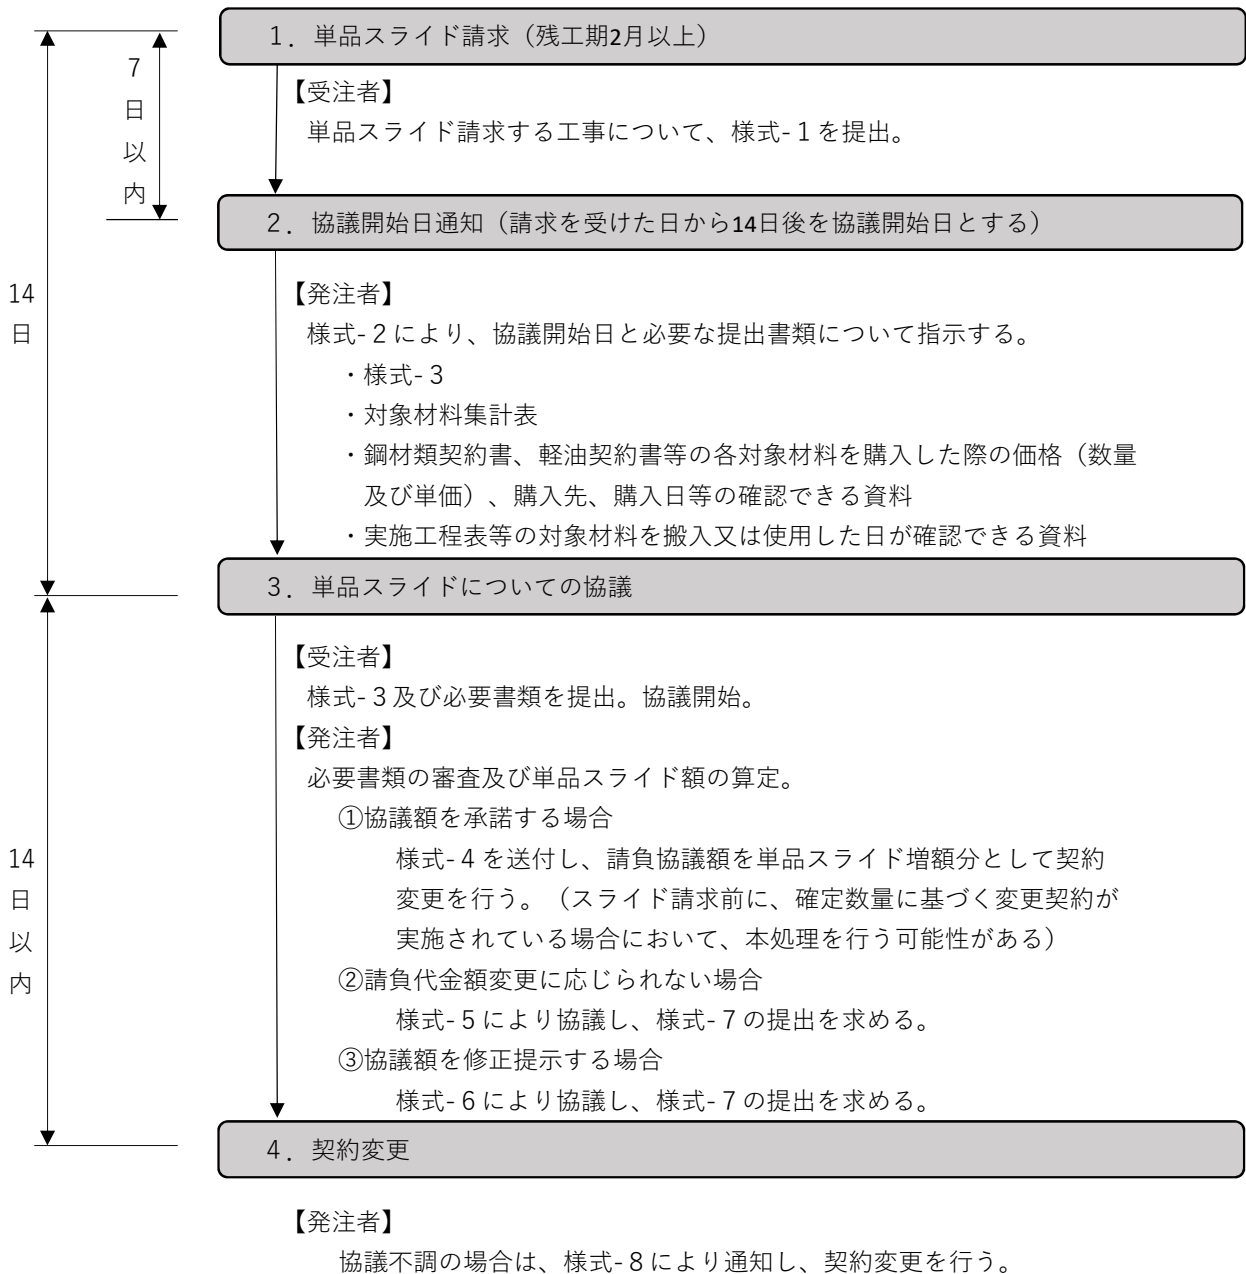 1．単品スライド請求（残工期2月以上）
7日以内
【受注者】
単品スライド請求する工事について、様式-１を提出。
2．協議開始日通知（請求を受けた日から14日後を協議開始日とする）
14日
【発注者】
様式-２により、協議開始日と必要な提出書類について指示する。
・様式-３
・対象材料集計表
・鋼材類契約書、軽油契約書等の各対象材料を購入した際の価格（数量
及び単価）、購入先、購入日等の確認できる資料
・実施工程表等の対象材料を搬入又は使用した日が確認できる資料
3．単品スライドについての協議
14日以内
【受注者】
様式-３及び必要書類を提出。協議開始。
【発注者】
必要書類の審査及び単品スライド額の算定。
①協議額を承諾する場合
様式-４を送付し、請負協議額を単品スライド増額分として契約
変更を行う。（スライド請求前に、確定数量に基づく変更契約が
実施されている場合において、本処理を行う可能性がある）
②請負代金額変更に応じられない場合
様式-５により協議し、様式-７の提出を求める。
③協議額を修正提示する場合
様式-６により協議し、様式-７の提出を求める。
4．契約変更
【発注者】
協議不調の場合は、様式-８により通知し、契約変更を行う。